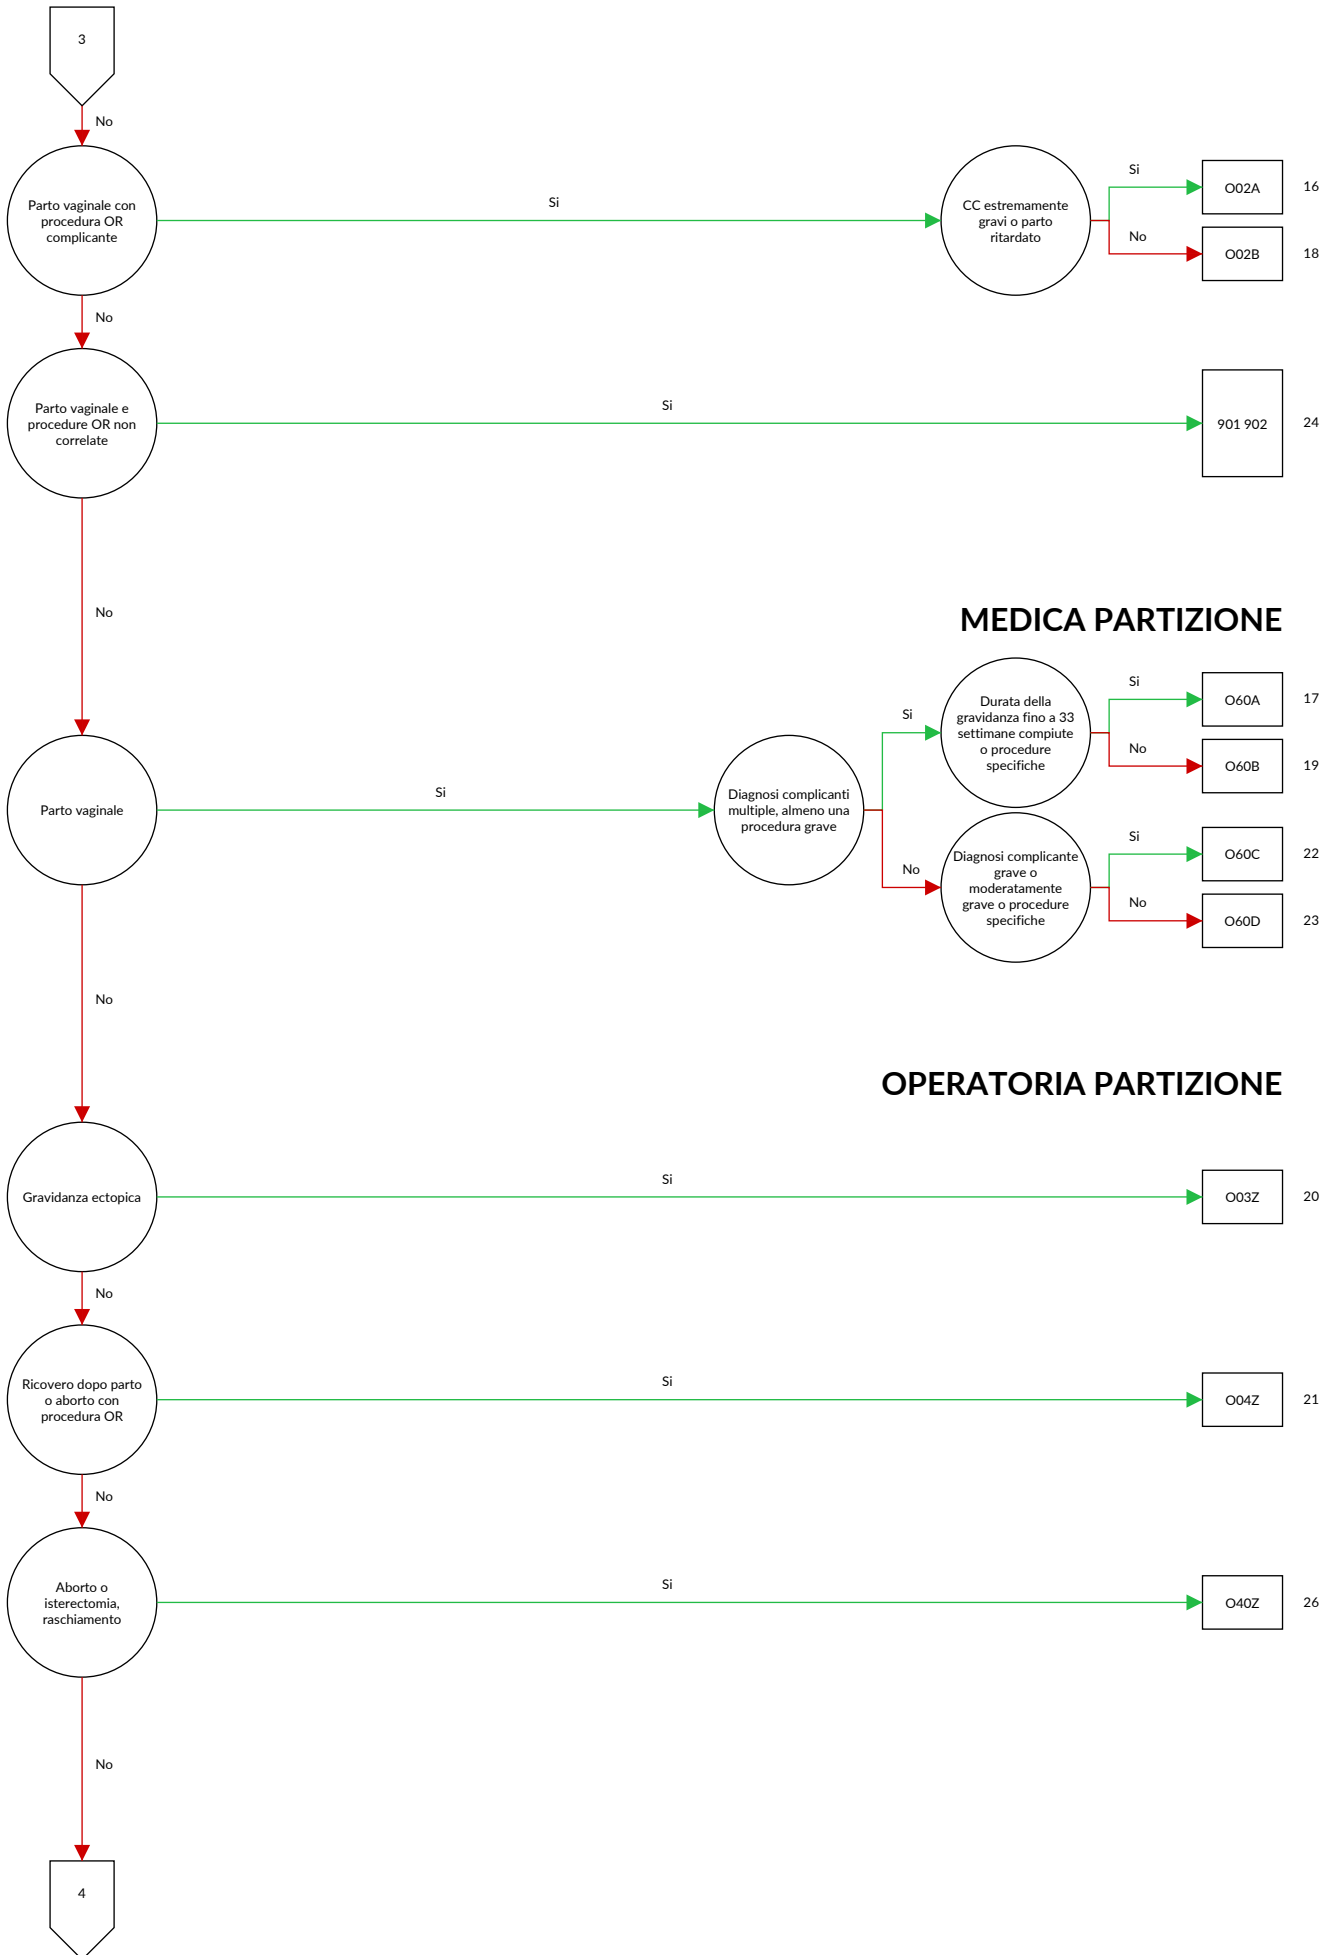 3
No
Parto vaginale con
procedura OR
complicante
Si
CC estremamente
gravi o parto
ritardato
Si
O02A
16
No
O02B
18
No
Parto vaginale e
procedure OR non
correlate
Si
901 902
24
No
MEDICA PARTIZIONE
Parto vaginale
Si
Diagnosi complicanti
multiple, almeno una
procedura grave
Si
Durata della
gravidanza fino a 33
settimane compiute
o procedure
specifiche
Si
O60A
17
No
O60B
19
No
Diagnosi complicante
grave o
moderatamente
grave o procedure
specifiche
Si
O60C
22
No
O60D
23
No
OPERATORIA PARTIZIONE
Gravidanza ectopica
Si
O03Z
20
No
Ricovero dopo parto
o aborto con
procedura OR
Si
O04Z
21
No
Aborto o
isterectomia,
raschiamento
Si
O40Z
26
No
4